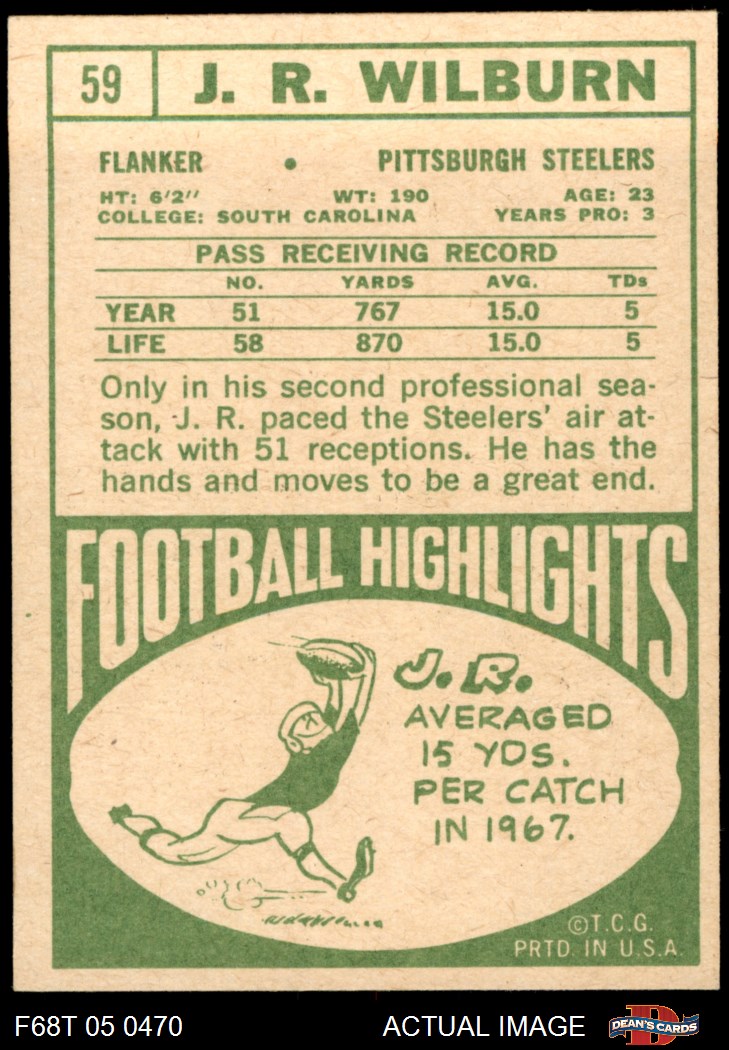 59 J. R. WILBURN
FLANKER • PITTSBURGH STEELERS
HT: 6'2" WT: 190 AGE: 23
COLLEGE: SOUTH CAROLINA YEARS PRO: 3
PASS RECEIVING RECORD
NO. YARDS AVG. TDs
YEAR 51 767 15.0 5
LIFE 58 870 15.0 5
Only in his second professional sea-
son, J. R. paced the Steelers' air at-
tack with 51 receptions. He has the
hands and moves to be a great end.
FOOTBALL HIGHLIGHTS
J. R.
AVERAGED
15 YDS.
PER CATCH
IN 1967.
©T.C.G.
PRTD. IN U.S.A.
F68T 05 0470 ACTUAL IMAGE D DEAN'S CARDS